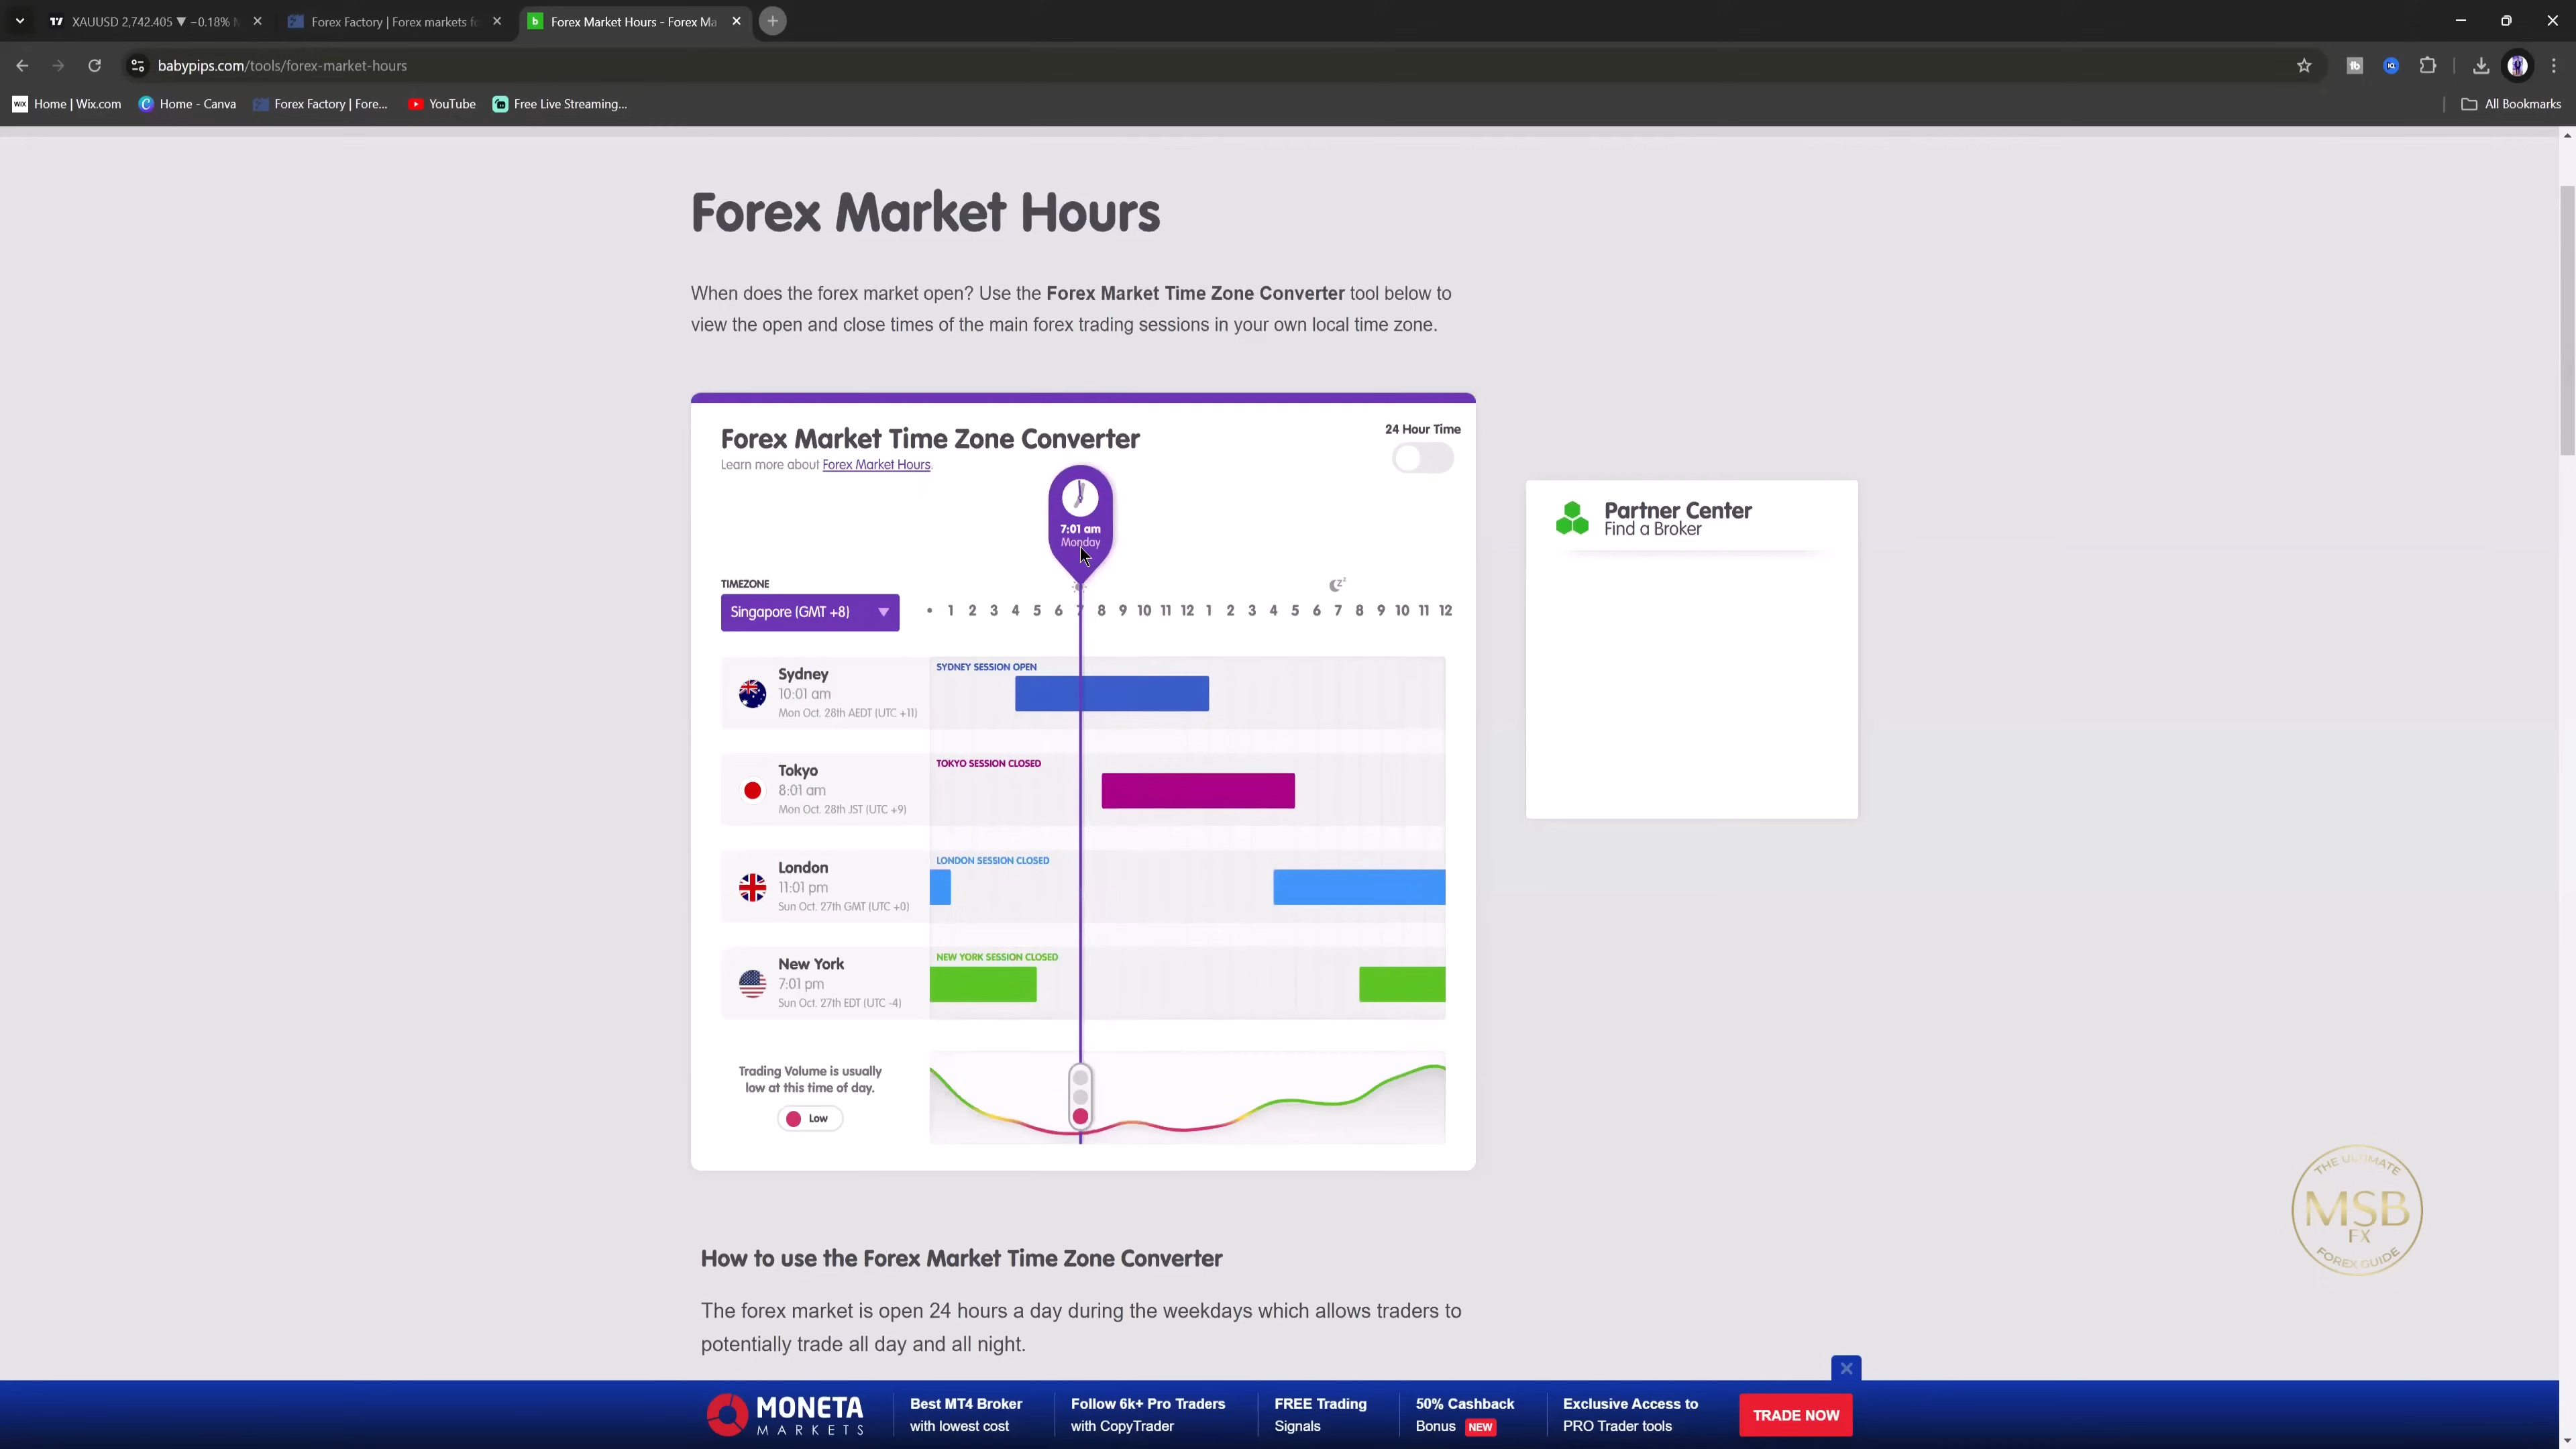 XAUUSD 2,742.405 ▼ −0.18%
Forex Factory | Forex markets f
Forex Market Hours - Forex Ma
babypips.com/tools/forex-market-hours
Home | Wix.com
Home - Canva
Forex Factory | Fore...
YouTube
Free Live Streaming...
All Bookmarks
Forex Market Hours
When does the forex market open? Use the Forex Market Time Zone Converter tool below to
view the open and close times of the main forex trading sessions in your own local time zone.
Forex Market Time Zone Converter
24 Hour Time
Learn more about Forex Market Hours.
7:01 am
Monday
Partner Center
Find a Broker
TIMEZONE
Singapore (GMT +8)
• 1 2 3 4 5 6 7 8 9 10 11 12 1 2 3 4 5 6 7 8 9 10 11 12
Sydney
10:01 am
Mon Oct. 28th AEDT (UTC +11)
SYDNEY SESSION OPEN
Tokyo
8:01 am
Mon Oct. 28th JST (UTC +9)
TOKYO SESSION CLOSED
London
11:01 pm
Sun Oct. 27th GMT (UTC +0)
LONDON SESSION CLOSED
New York
7:01 pm
Sun Oct. 27th EDT (UTC -4)
NEW YORK SESSION CLOSED
Trading Volume is usually
low at this time of day.
Low
THE ULTIMATE
MSB
FX
FOREX GUIDE
How to use the Forex Market Time Zone Converter
The forex market is open 24 hours a day during the weekdays which allows traders to
potentially trade all day and all night.
MONETA
MARKETS
Best MT4 Broker
with lowest cost
Follow 6k+ Pro Traders
with CopyTrader
FREE Trading
Signals
50% Cashback
Bonus NEW
Exclusive Access to
PRO Trader tools
TRADE NOW